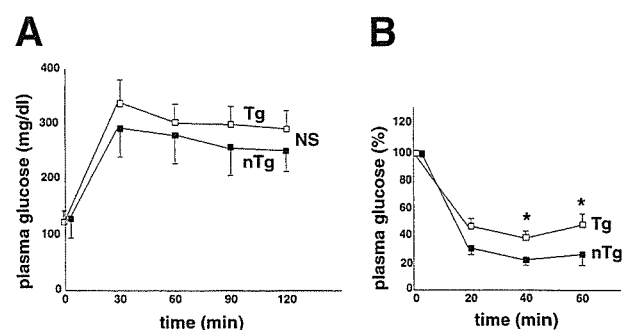 A
400
300
200
100
0
plasma glucose (mg/dl)
Tg
NS
nTg
0 30 60 90 120
time (min)
B
120
100
80
60
40
20
0
plasma glucose (%)
* *
Tg
nTg
0 20 40 60
time (min)